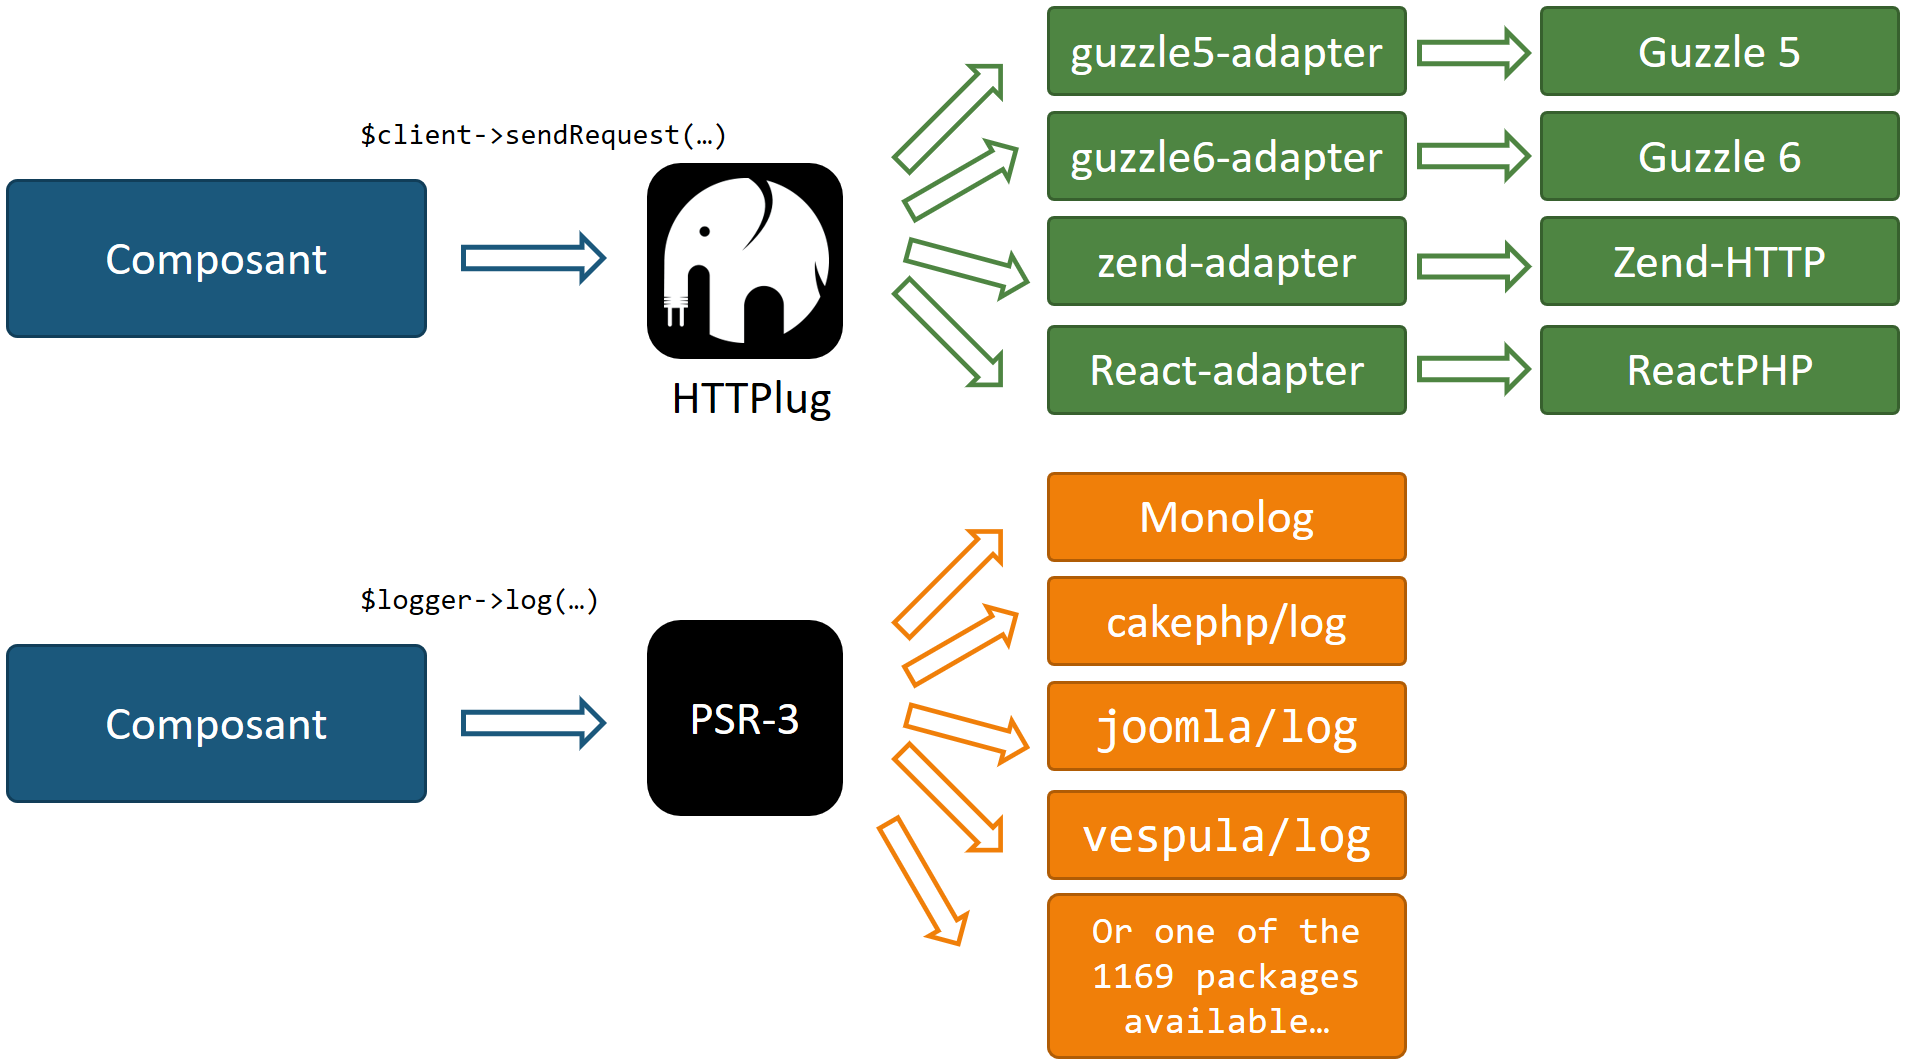 guzzle5-adapter
Guzzle 5
$client->sendRequest(…)
guzzle6-adapter
Guzzle 6
Composant
zend-adapter
Zend-HTTP
HTTPlug
React-adapter
ReactPHP
Monolog
$logger->log(…)
cakephp/log
Composant
PSR-3
joomla/log
vespula/log
Or one of the
1169 packages
available…